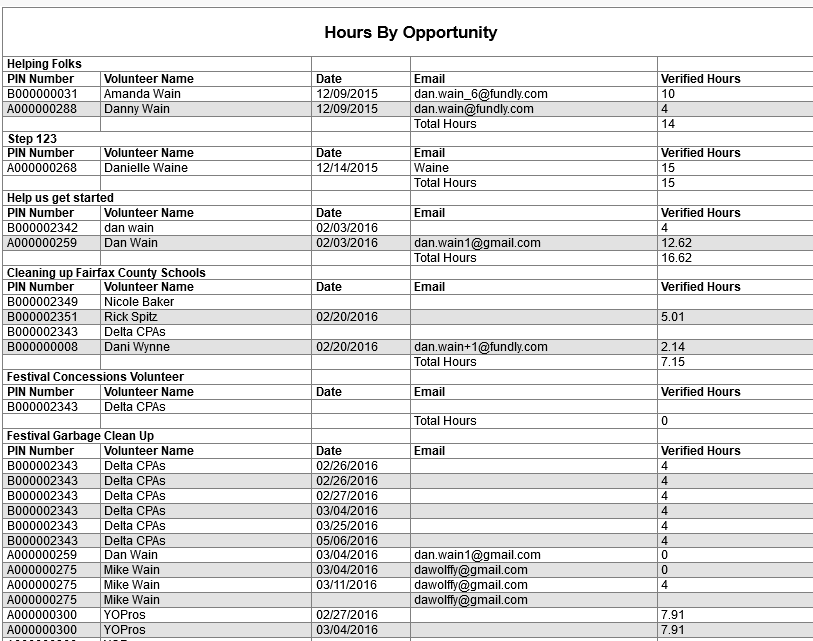 Hours By Opportunity
Helping Folks
PIN Number Volunteer Name Date Email Verified Hours
B000000031 Amanda Wain 12/09/2015 dan.wain_6@fundly.com 10
A000000288 Danny Wain 12/09/2015 dan.wain@fundly.com 4
Total Hours 14
Step 123
PIN Number Volunteer Name Date Email Verified Hours
A000000268 Danielle Waine 12/14/2015 Waine 15
Total Hours 15
Help us get started
PIN Number Volunteer Name Date Email Verified Hours
B000002342 dan wain 02/03/2016 4
A000000259 Dan Wain 02/03/2016 dan.wain1@gmail.com 12.62
Total Hours 16.62
Cleaning up Fairfax County Schools
PIN Number Volunteer Name Date Email Verified Hours
B000002349 Nicole Baker
B000002351 Rick Spitz 02/20/2016 5.01
B000002343 Delta CPAs
B000000008 Dani Wynne 02/20/2016 dan.wain+1@fundly.com 2.14
Total Hours 7.15
Festival Concessions Volunteer
PIN Number Volunteer Name Date Email Verified Hours
B000002343 Delta CPAs
Total Hours 0
Festival Garbage Clean Up
PIN Number Volunteer Name Date Email Verified Hours
B000002343 Delta CPAs 02/26/2016 4
B000002343 Delta CPAs 02/26/2016 4
B000002343 Delta CPAs 02/27/2016 4
B000002343 Delta CPAs 03/04/2016 4
B000002343 Delta CPAs 03/25/2016 4
B000002343 Delta CPAs 05/06/2016 4
A000000259 Dan Wain 03/04/2016 dan.wain1@gmail.com 0
A000000275 Mike Wain 03/04/2016 dawolffy@gmail.com 0
A000000275 Mike Wain 03/11/2016 dawolffy@gmail.com 4
A000000275 Mike Wain dawolffy@gmail.com
A000000300 YOPros 02/27/2016 7.91
A000000300 YOPros 03/04/2016 7.91